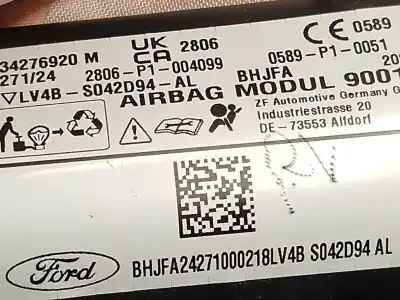 34276920 M
271/24
▽LV4B-S042D94-AL
UK
CA
2806
2806-P1-004099
CE 0589
0589-P1-0051
BHJFA
AIRBAG MODUL 9001
ZF Automotive Germany G
Industriestrasse 20
DE-73553 Alfdorf
Ford
BHJFA24271000218LV4B S042D94 AL